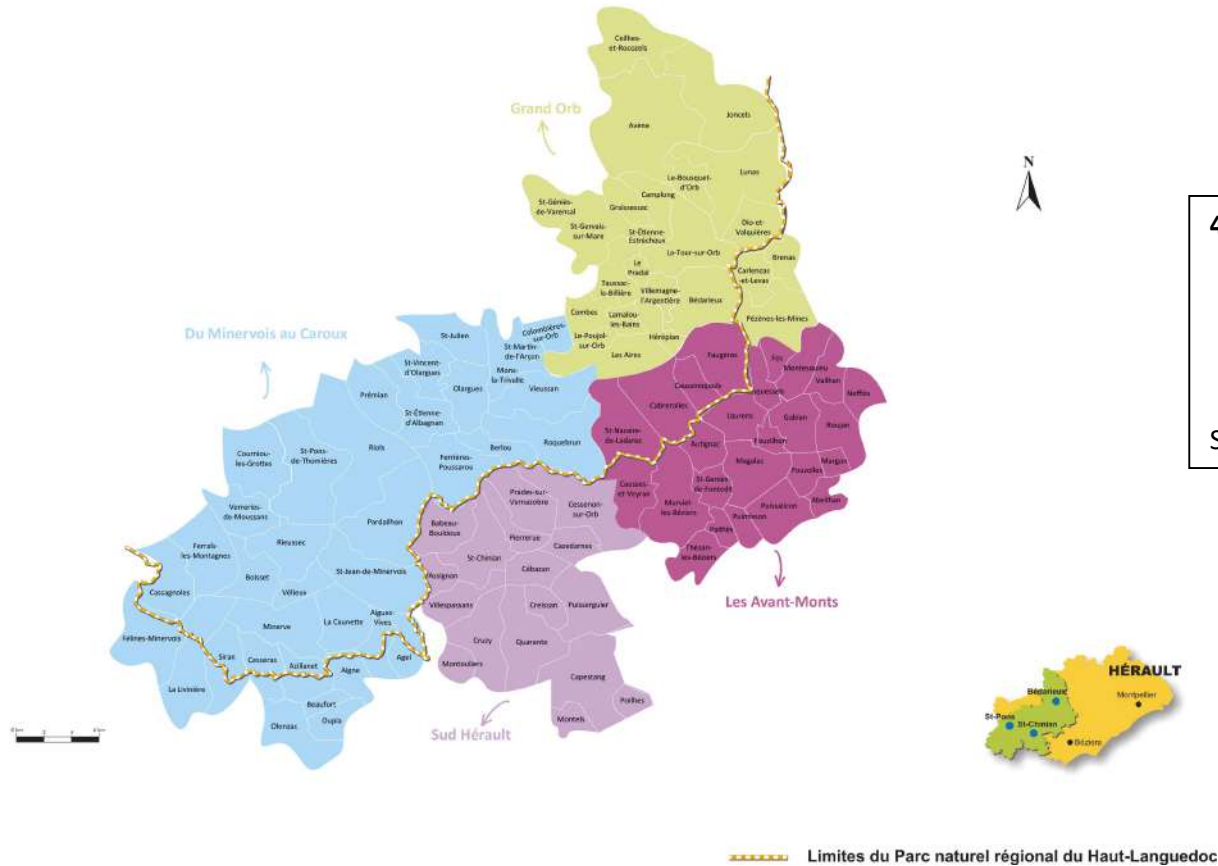 Ceilhes-
et-Rocozels
Grand Orb
Avène
Joncels
N
Lunas
Le-Bousquet-
d'Orb
Camplong
Graissessac
St-Géniès-
de-Varensal
St-Gervais-
sur-Mare
St-Étienne-
Estréchoux
Dio-et-
Valquières
La-Tour-sur-Orb
Brenas
Le
Pradal
Carlencas
-et-Levas
Taussac-
la-Billière
Villemagne-
l'Argentière
Bédarieux
Combes
Lamalou-
les-Bains
Pézènes-les-Mines
Le-Poujol-
sur-Orb
Hérépian
Les Aires
4
S
Du Minervois au Caroux
Colombières-
sur-Orb
St-Julien
St-Martin-
de-l'Arçon
Mons-
la-Trivalle
St-Vincent-
d'Olargues
Olargues
Vieussan
Prémian
St-Étienne-
d'Albagnan
Roquebrun
Berlou
Ferrières-
Poussarou
Riols
St-Pons-
de-Thomières
Courniou-
les-Grottes
Verreries-
de-Moussans
Pardailhan
Rieussec
Ferrals-
les-Montagnes
Boisset
St-Jean-de-Minervois
Vélieux
Cassagnoles
La Caunette
Aigues-
Vives
Minerve
Félines-Minervois
Siran
Cesseras
Azillanet
Aigne
Agel
La Livinière
Beaufort
Oupia
Olonzac
Faugères
Fos
Montesquieu
Vailhan
Caussiniojouls
Neffiès
Cabrerolles
Laurens
Gabian
Roujan
St-Nazaire-
de-Ladarez
Autignac
Fouzilhon
Magalas
Margon
Pouzolles
Causses-
et-Veyran
St-Geniès
de-Fontedit
Abeilhan
Murviel-
les-Béziers
Puissalicon
Puimisson
Pailhès
Thézan-
les-Béziers
Les Avant-Monts
Prades-sur-
Vernazobre
Cessenon-
sur-Orb
Babeau-
Bouldoux
Pierrerue
Cazedarnes
St-Chinian
Cébazan
Assignan
Villespassans
Creissan
Puisserguier
Cruzy
Quarante
Montouliers
Capestang
Poilhes
Montels
Sud Hérault
HÉRAULT
Bédarieux
Montpellier
St-Pons
St-Chinian
Béziers
Limites du Parc naturel régional du Haut-Languedoc